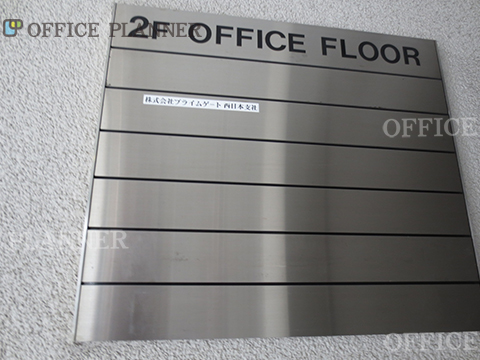 OFFICE PLANNER
2F OFFICE FLOOR
株式会社プライムゲート 西日本支社
OFFICE
PLANNER
OFFICE